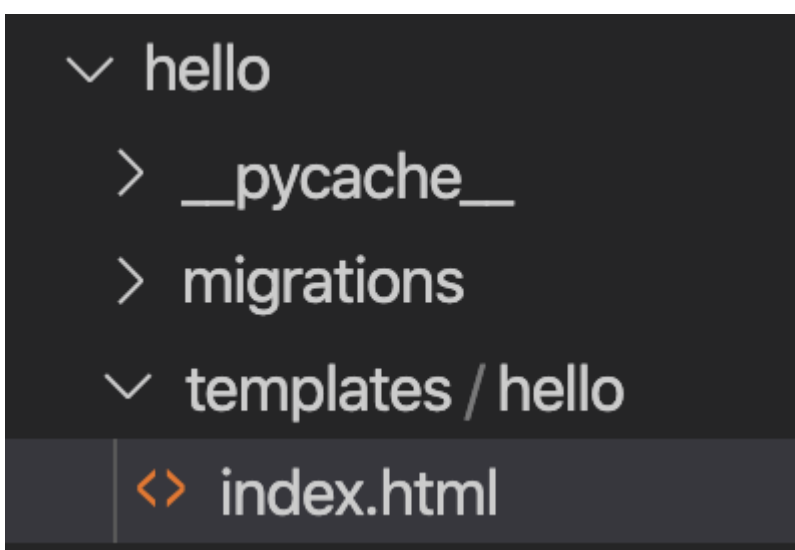 hello
__pycache__
migrations
templates / hello
index.html